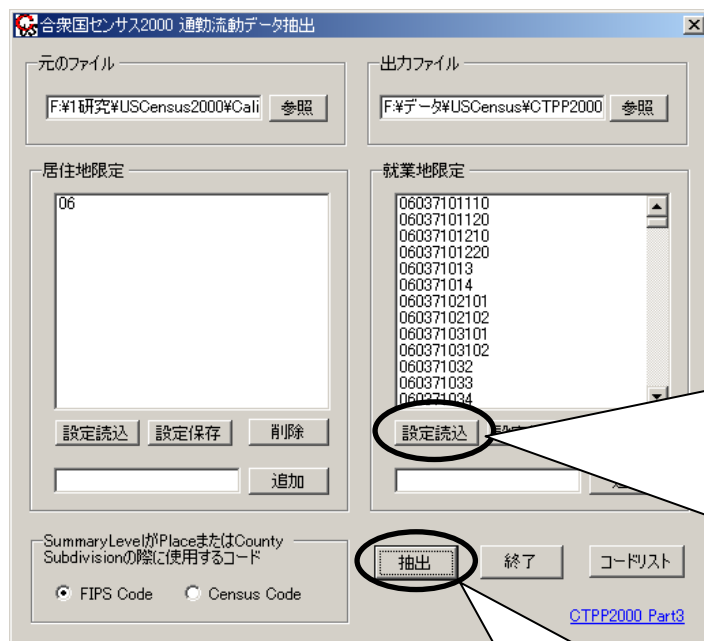 合衆国センサス2000 通勤流動データ抽出
元のファイル
F:¥1研究¥USCensus2000¥Cali
参照
出力ファイル
F:¥データ¥USCensus¥CTPP2000
参照
居住地限定
06
設定読込
設定保存
削除
追加
就業地限定
06037101110
06037101120
06037101210
06037101220
060371013
060371014
06037102101
06037102102
06037103101
06037103102
060371032
060371033
060371034
設定読込
SummaryLevelがPlaceまたはCounty
Subdivisionの際に使用するコード
FIPS Code
Census Code
抽出
終了
コードリスト
CTPP2000 Part3